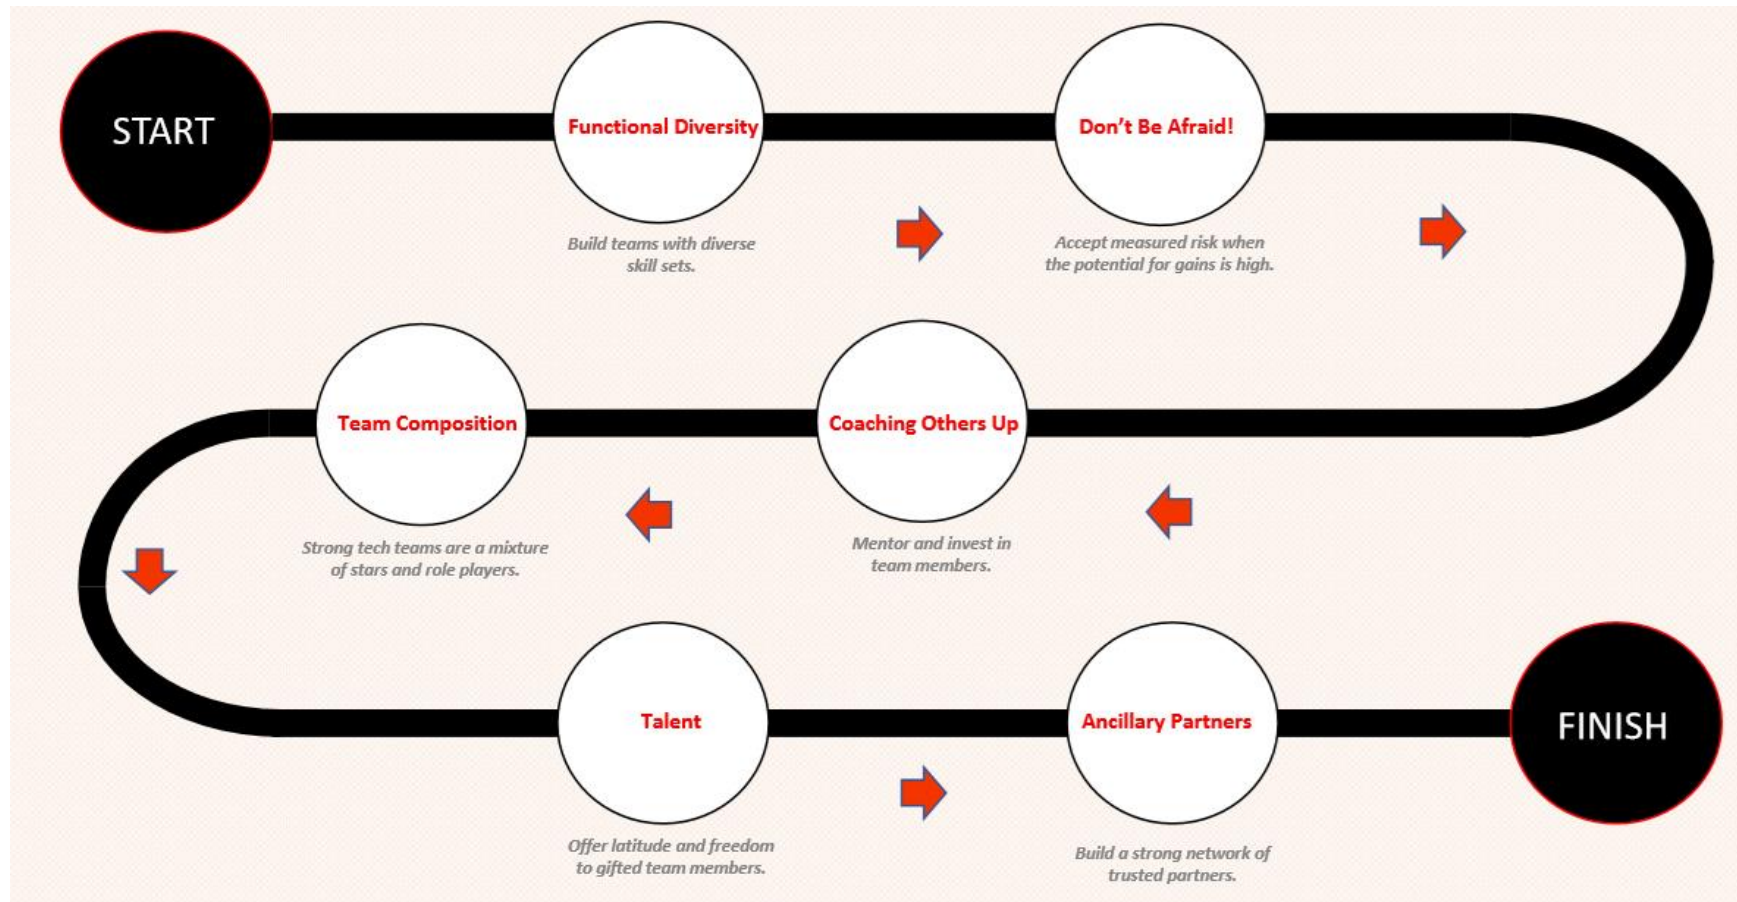 START
Functional Diversity
Build teams with diverse
skill sets.
Don't Be Afraid!
Accept measured risk when
the potential for gains is high.
Coaching Others Up
Mentor and invest in
team members.
Team Composition
Strong tech teams are a mixture
of stars and role players.
Talent
Offer latitude and freedom
to gifted team members.
Ancillary Partners
Build a strong network of
trusted partners.
FINISH